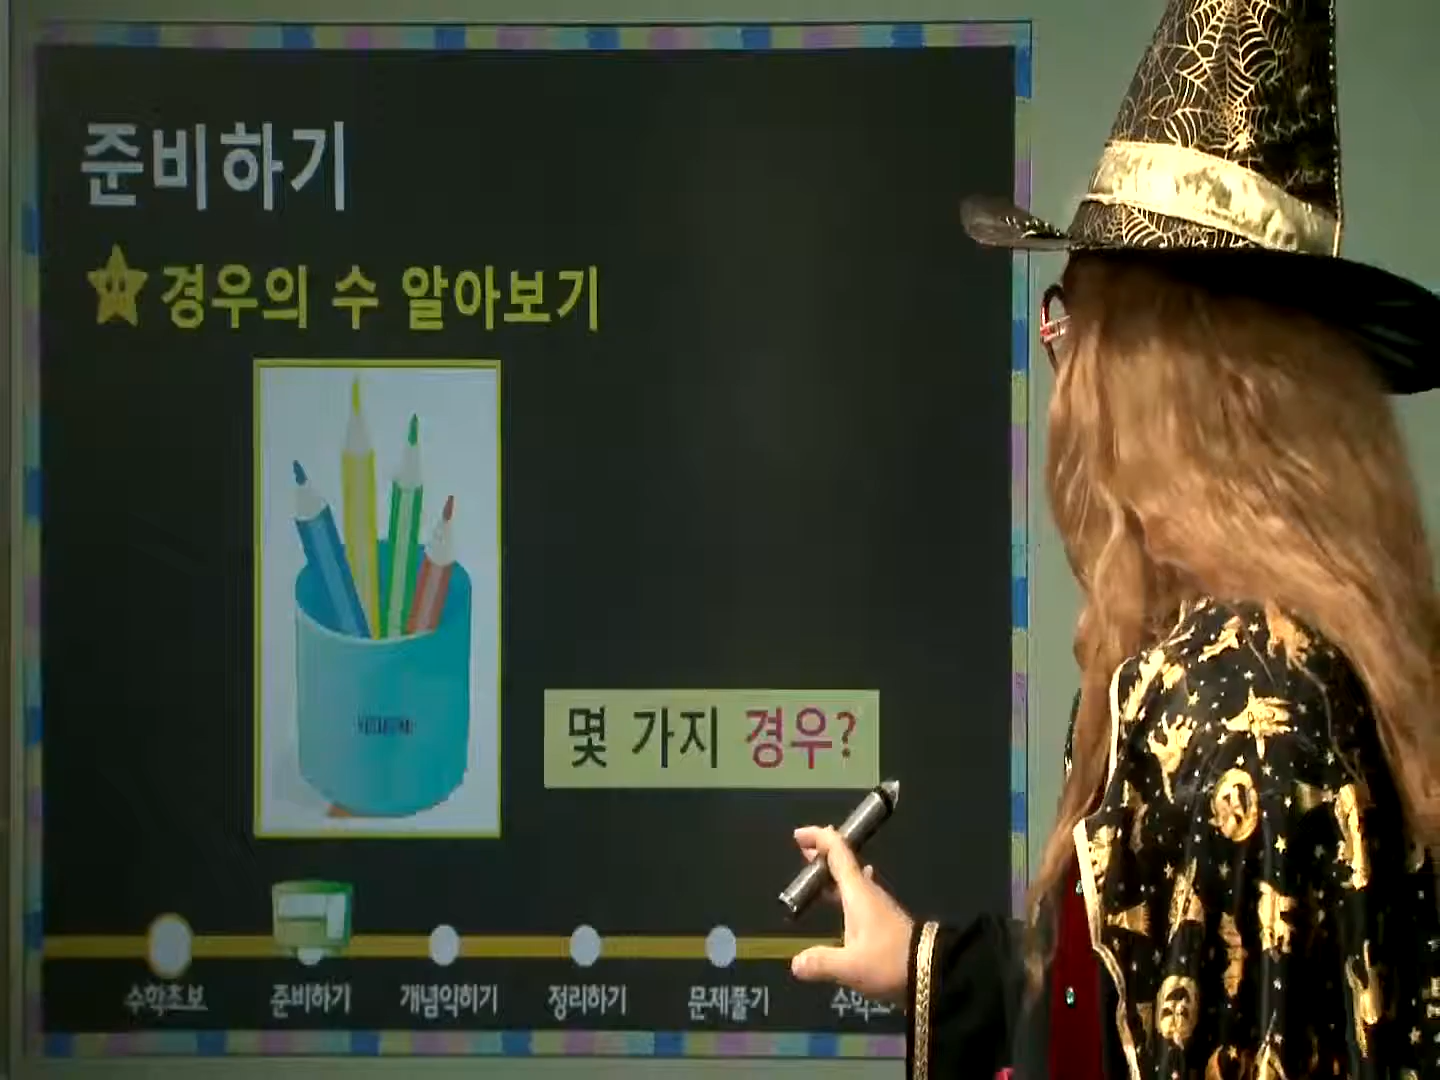 준비하기
경우의 수 알아보기
몇 가지 경우?
수학초보
준비하기
개념익히기
정리하기
문제풀기